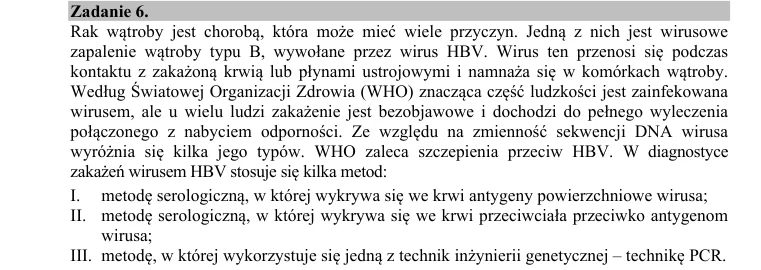 Zadanie 6.
Rak wątroby jest chorobą, która może mieć wiele przyczyn. Jedną z nich jest wirusowe
zapalenie wątroby typu B, wywołane przez wirus HBV. Wirus ten przenosi się podczas
kontaktu z zakażoną krwią lub płynami ustrojowymi i namnaża się w komórkach wątroby.
Według Światowej Organizacji Zdrowia (WHO) znacząca część ludzkości jest zainfekowana
wirusem, ale u wielu ludzi zakażenie jest bezobjawowe i dochodzi do pełnego wyleczenia
połączonego z nabyciem odporności. Ze względu na zmienność sekwencji DNA wirusa
wyróżnia się kilka jego typów. WHO zaleca szczepienia przeciw HBV. W diagnostyce
zakażeń wirusem HBV stosuje się kilka metod:
I. metodę serologiczną, w której wykrywa się we krwi antygeny powierzchniowe wirusa;
II. metodę serologiczną, w której wykrywa się we krwi przeciwciała przeciwko antygenom
wirusa;
III. metodę, w której wykorzystuje się jedną z technik inżynierii genetycznej – technikę PCR.